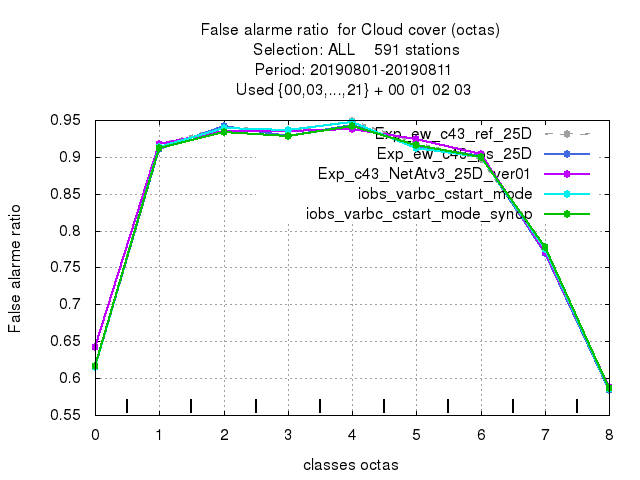 False alarme ratio  for Cloud cover (octas)
Selection: ALL    591 stations
Period: 20190801-20190811
Used {00,03,...,21} + 00 01 02 03
0.95
0.9
0.85
0.8
0.75
0.7
0.65
0.6
0.55
False alarme ratio
Exp_ew_c43_ref_25D
Exp_c43_NetAtv3_25D_ver01
iobs_varbc_cstart_mode
iobs_varbc_cstart_mode_synop
0 1 2 3 4 5 6 7 8
classes octas